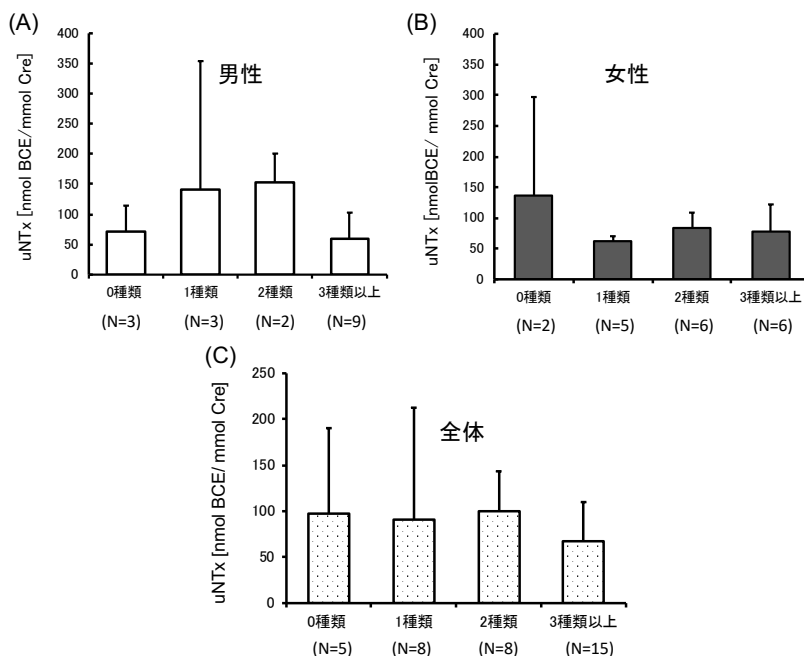 (A)
男性
uNTx [nmol BCE/mmol Cre]
400
350
300
250
200
150
100
50
0
0種類 1種類 2種類 3種類以上
(N=3) (N=3) (N=2) (N=9)
(B)
女性
uNTx [nmolBCE/ mmol Cre]
400
350
300
250
200
150
100
50
0
0種類 1種類 2種類 3種類以上
(N=2) (N=5) (N=6) (N=6)
(C)
全体
uNTx [nmol BCE/ mmol Cre]
250
200
150
100
50
0
0種類 1種類 2種類 3種類以上
(N=5) (N=8) (N=8) (N=15)